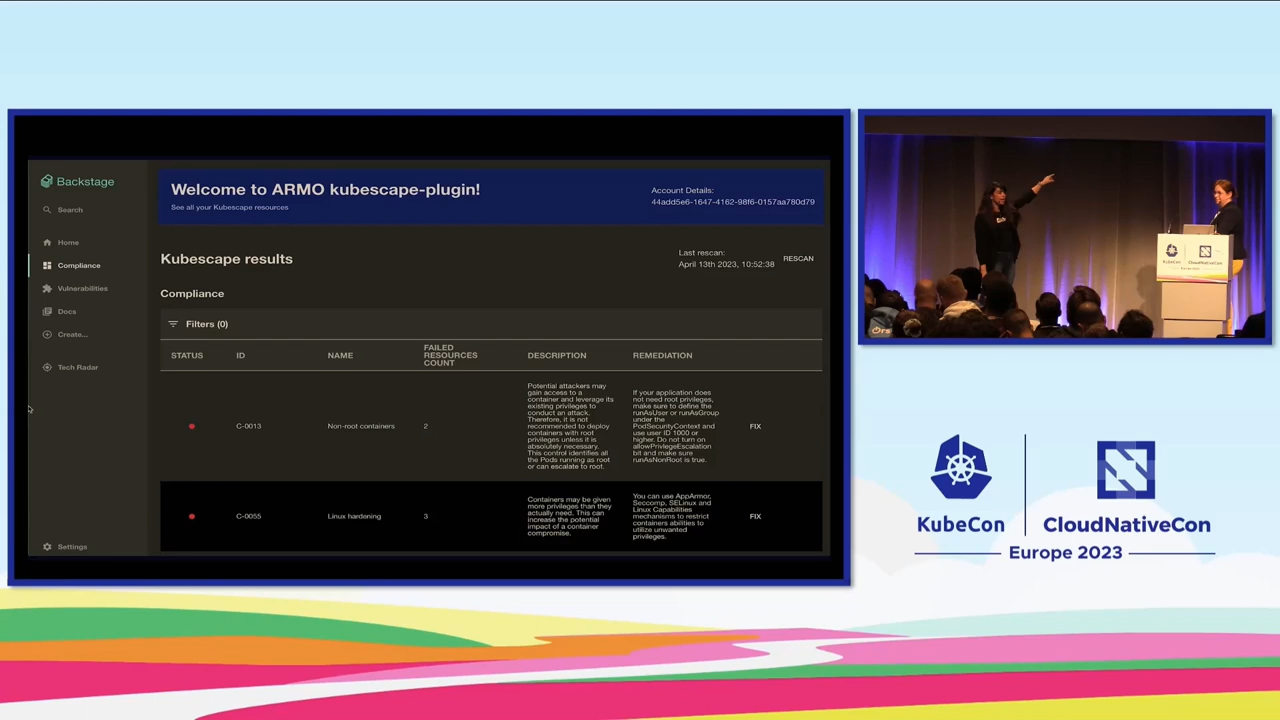 Backstage
Search
Home
Compliance
Vulnerabilities
Docs
Create...
Tech Radar
Settings
Welcome to ARMO kubescape-plugin!
See all your Kubescape resources
Account Details:
44add5e6-1647-4162-98f6-0157aa780d79
Kubescape results
Last rescan:
April 13th 2023, 10:52:38
RESCAN
Compliance
Filters (0)
STATUS
ID
NAME
FAILED
RESOURCES
COUNT
DESCRIPTION
REMEDIATION
C-0013
Non-root containers
2
Potential attackers may
gain access to a
container and leverage its
existing privileges to
conduct an attack.
Therefore, it is not
recommended to deploy
containers with root
privileges unless it is
absolutely necessary.
This control identifies all
the Pods running as root
or can escalate to root.
If your application does
not need root privileges,
make sure to define the
runAsUser or runAsGroup
under the
PodSecurityContext and
use user ID 1000 or
higher. Do not turn on
allowPrivlegeEscalation
bit and make sure
runAsNonRoot is true.
FIX
C-0055
Linux hardening
3
Containers may be given
more privileges than they
actually need. This can
increase the potential
impact of a container
compromise.
You can use AppArmor,
Seccomp, SELinux and
Linux Capabilities
mechanisms to restrict
containers abilities to
utilize unwanted
privileges.
FIX
KubeCon
CloudNativeCon
KubeCon
CloudNativeCon
Europe 2023